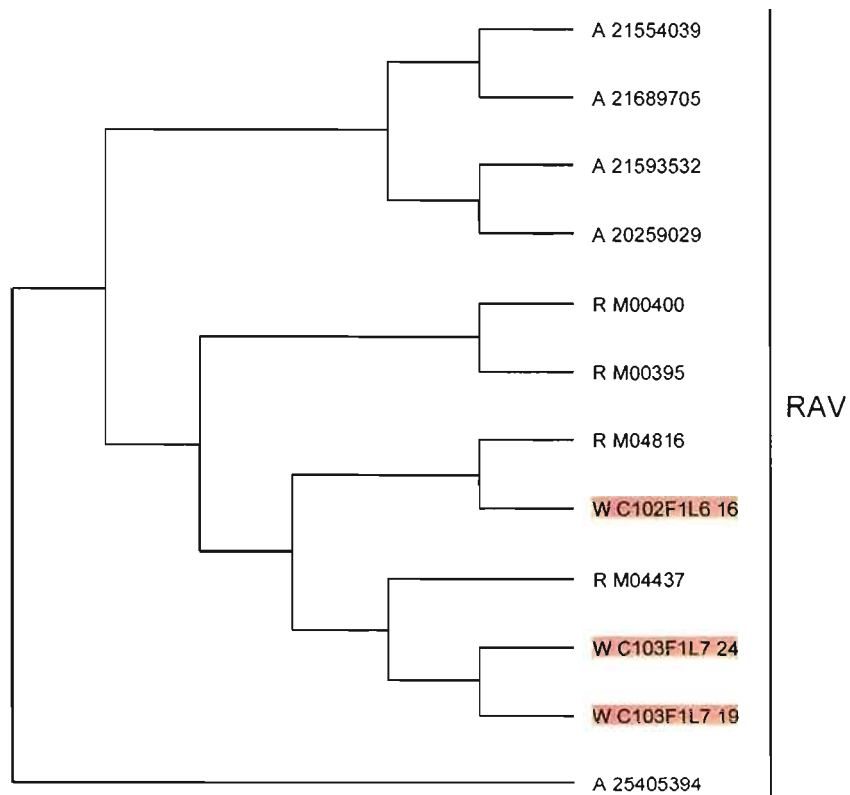 A 21554039
A 21689705
A 21593532
A 20259029
R M00400
R M00395
RAV
R M04816
W C102F1L6 16
R M04437
W C103F1L7 24
W C103F1L7 19
A 25405394